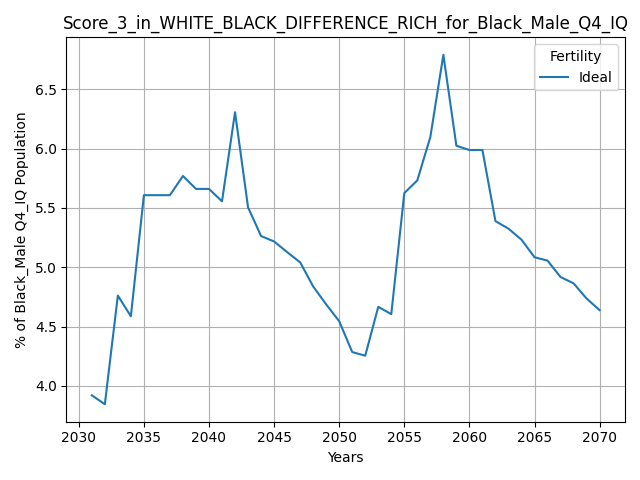 Score_3_in_WHITE_BLACK_DIFFERENCE_RICH_for_Black_Male_Q4_IQ
Fertility
Ideal
% of Black_Male Q4_IQ Population
6.5
6.0
5.5
5.0
4.5
4.0
2030 2035 2040 2045 2050 2055 2060 2065 2070
Years